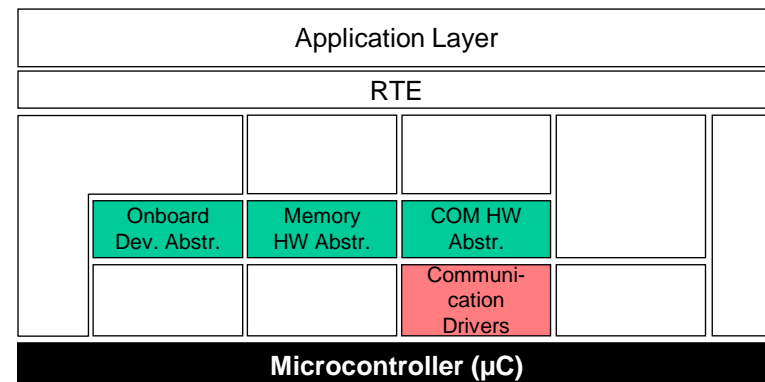 Application Layer
RTE
Onboard
Dev. Abstr.
Memory
HW Abstr.
COM HW
Abstr.
Communi-
cation
Drivers
Microcontroller (µC)